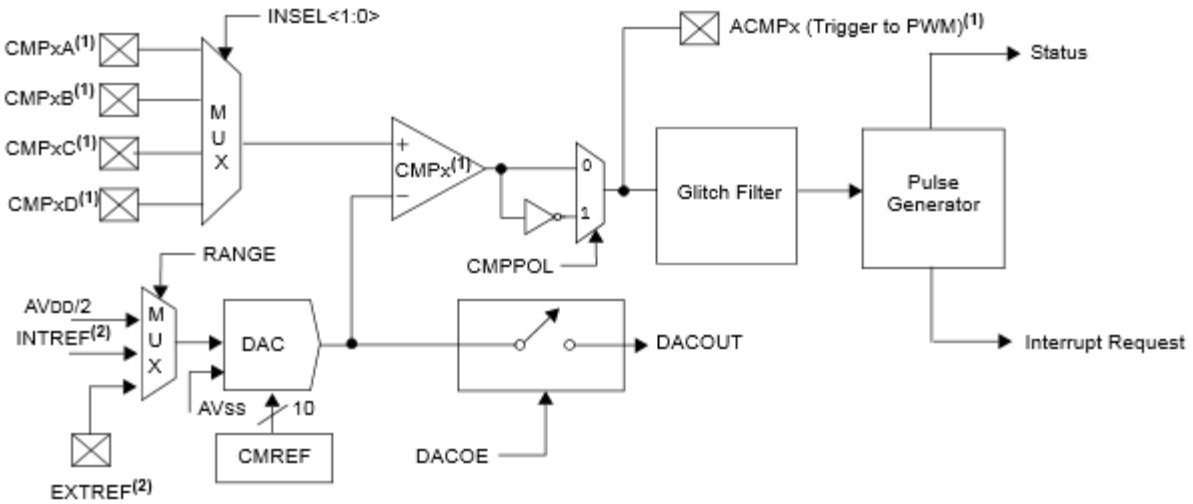 INSEL<1:0>
ACMPx (Trigger to PWM)(1)
CMPxA(1)
CMPxB(1)
CMPxC(1)
CMPxD(1)
M
U
X
+
CMPx(1)
−
0
1
CMPPOL
Glitch Filter
Pulse
Generator
Status
Interrupt Request
RANGE
AVDD/2
INTREF(2)
EXTREF(2)
M
U
X
DAC
AVSS
10
CMREF
DACOUT
DACOE